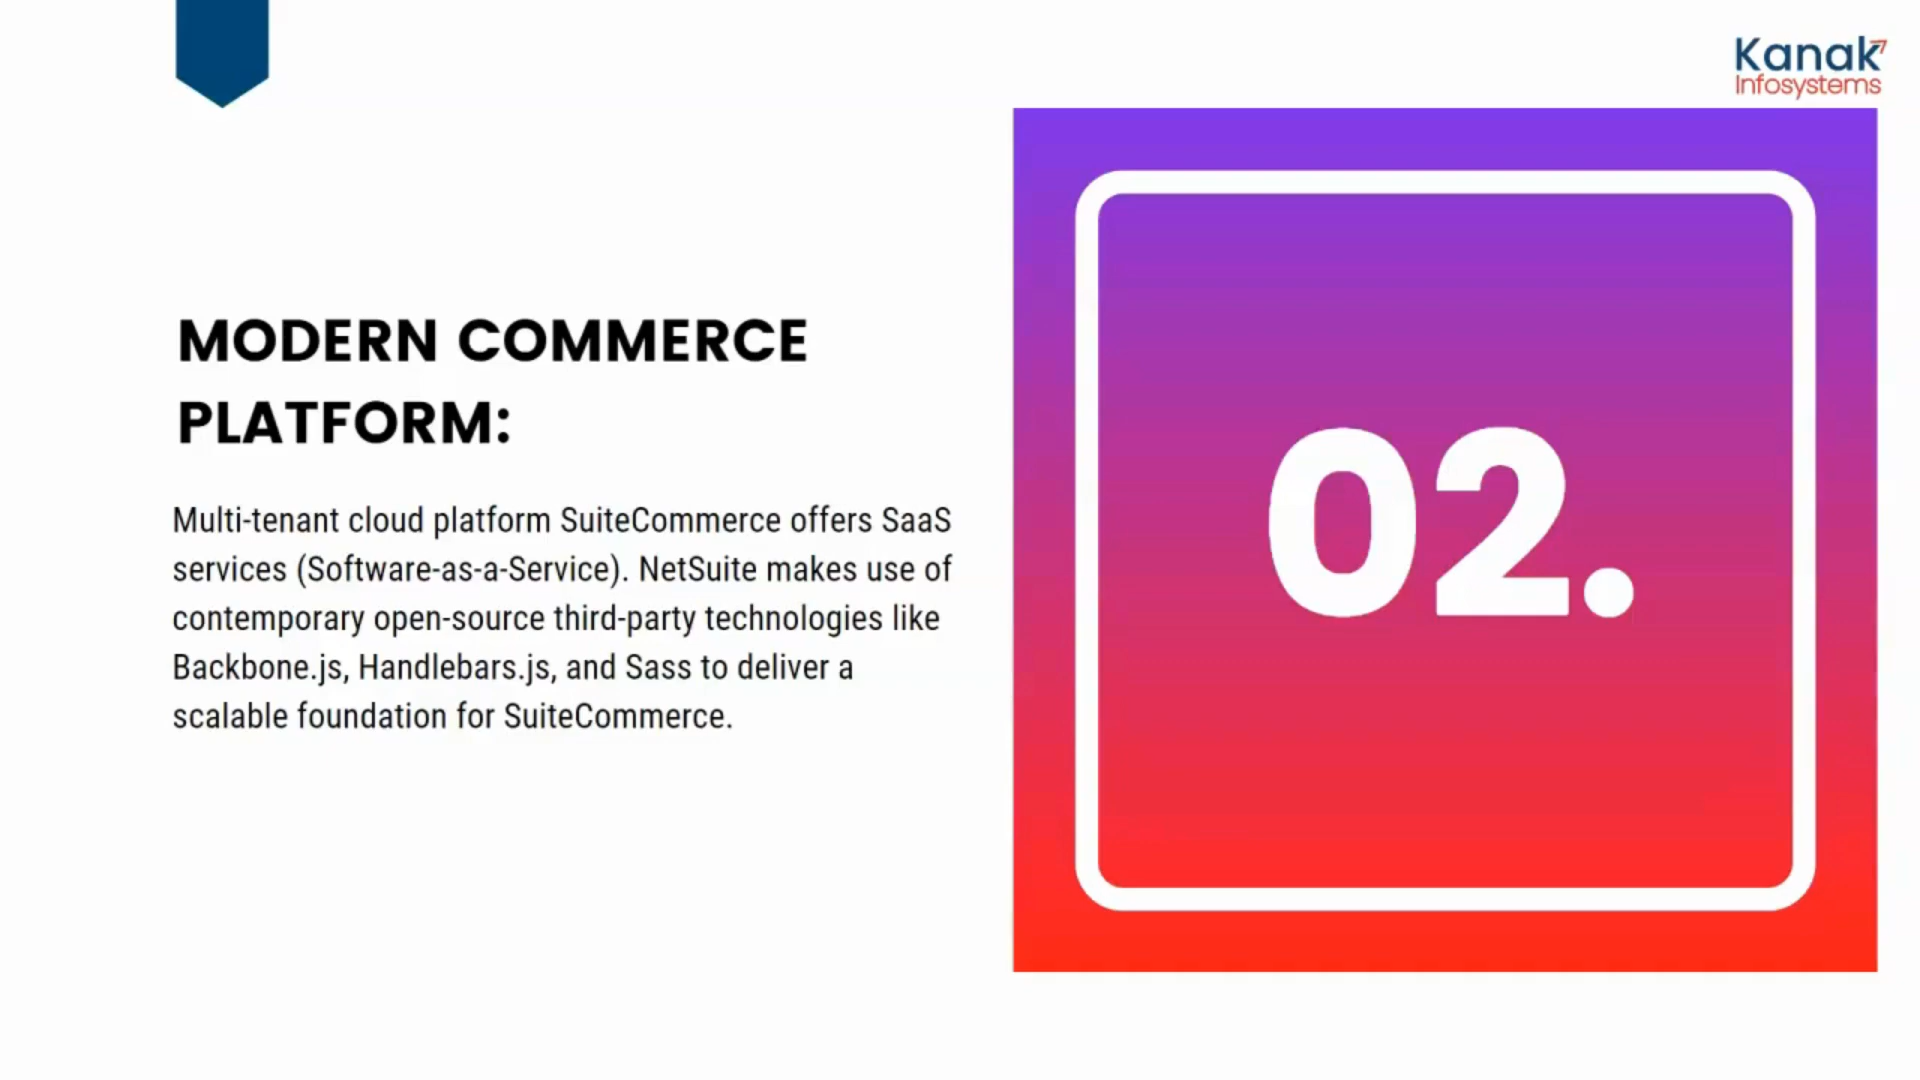 Kanak
Infosystems
MODERN COMMERCE
PLATFORM:
Multi-tenant cloud platform SuiteCommerce offers SaaS
services (Software-as-a-Service). NetSuite makes use of
contemporary open-source third-party technologies like
Backbone.js, Handlebars.js, and Sass to deliver a
scalable foundation for SuiteCommerce.
02.